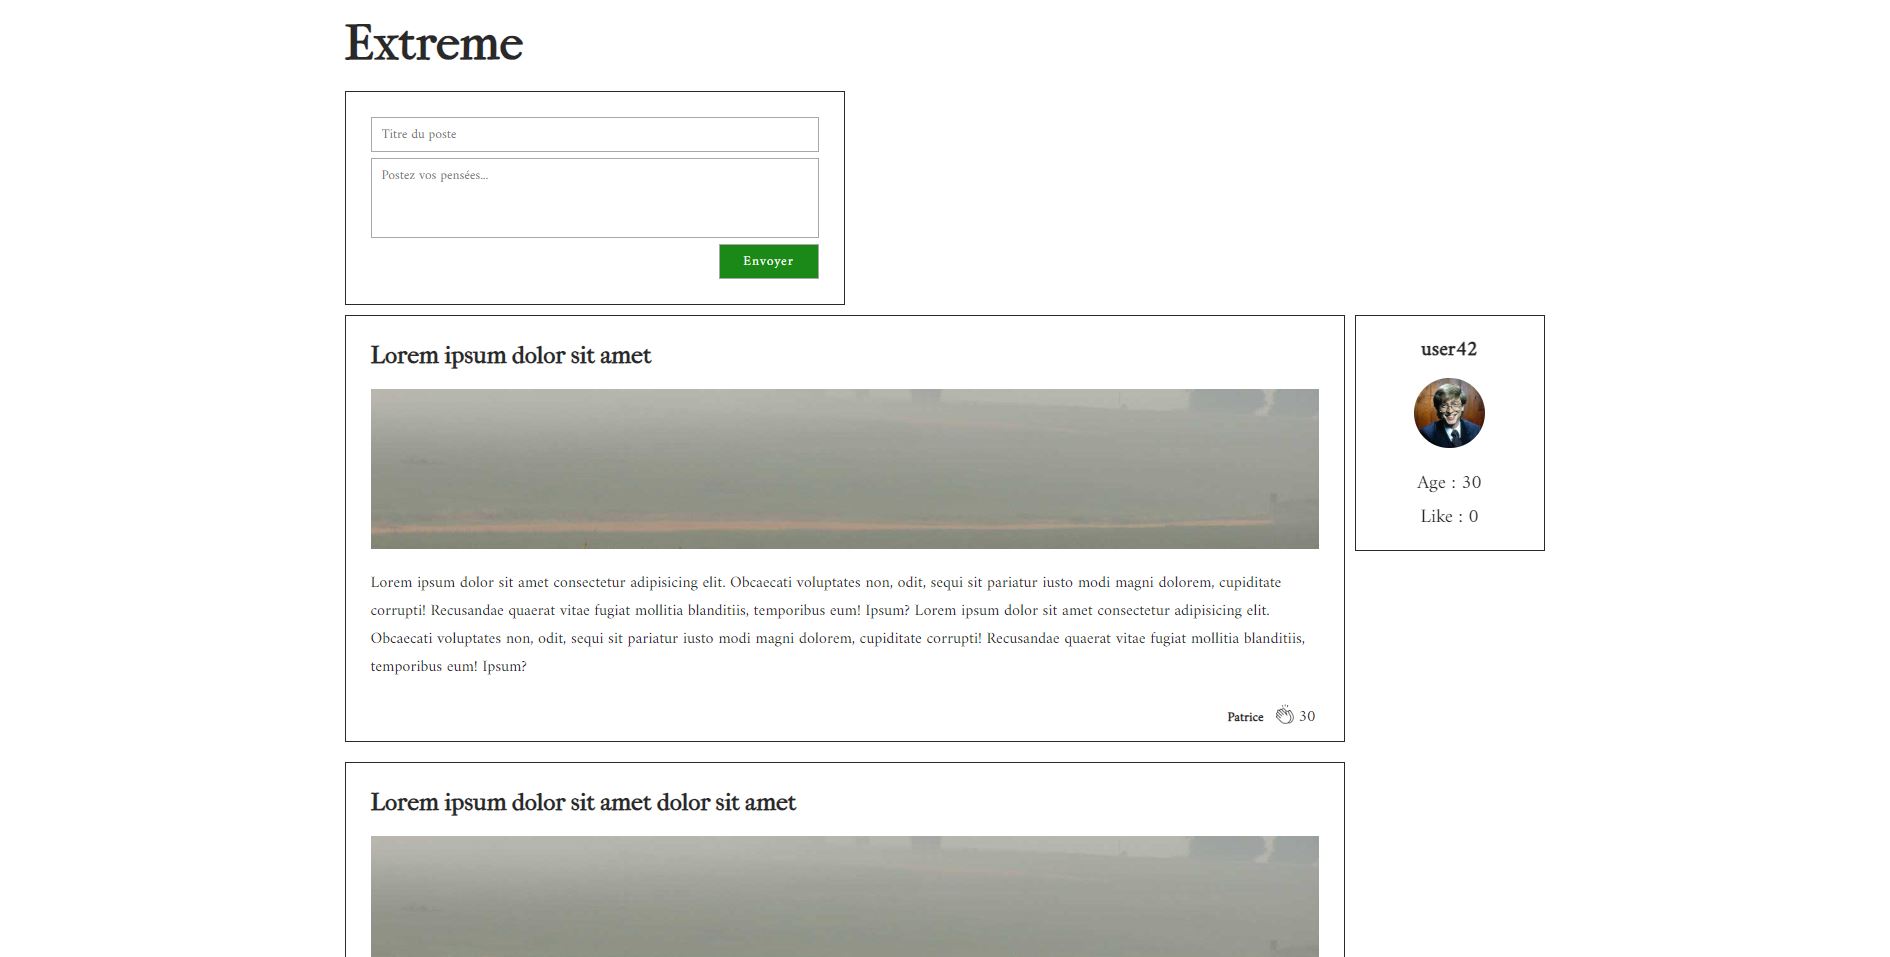 Extreme
Titre du poste
Postez vos pensées...
Envoyer
Lorem ipsum dolor sit amet
Lorem ipsum dolor sit amet consectetur adipisicing elit. Obcaecati voluptates non, odit, sequi sit pariatur iusto modi magni dolorem, cupiditate
corrupti! Recusandae quaerat vitae fugiat mollitia blanditiis, temporibus eum! Ipsum? Lorem ipsum dolor sit amet consectetur adipisicing elit.
Obcaecati voluptates non, odit, sequi sit pariatur iusto modi magni dolorem, cupiditate corrupti! Recusandae quaerat vitae fugiat mollitia blanditiis,
temporibus eum! Ipsum?
Patrice 30
user42
Age : 30
Like : 0
Lorem ipsum dolor sit amet dolor sit amet